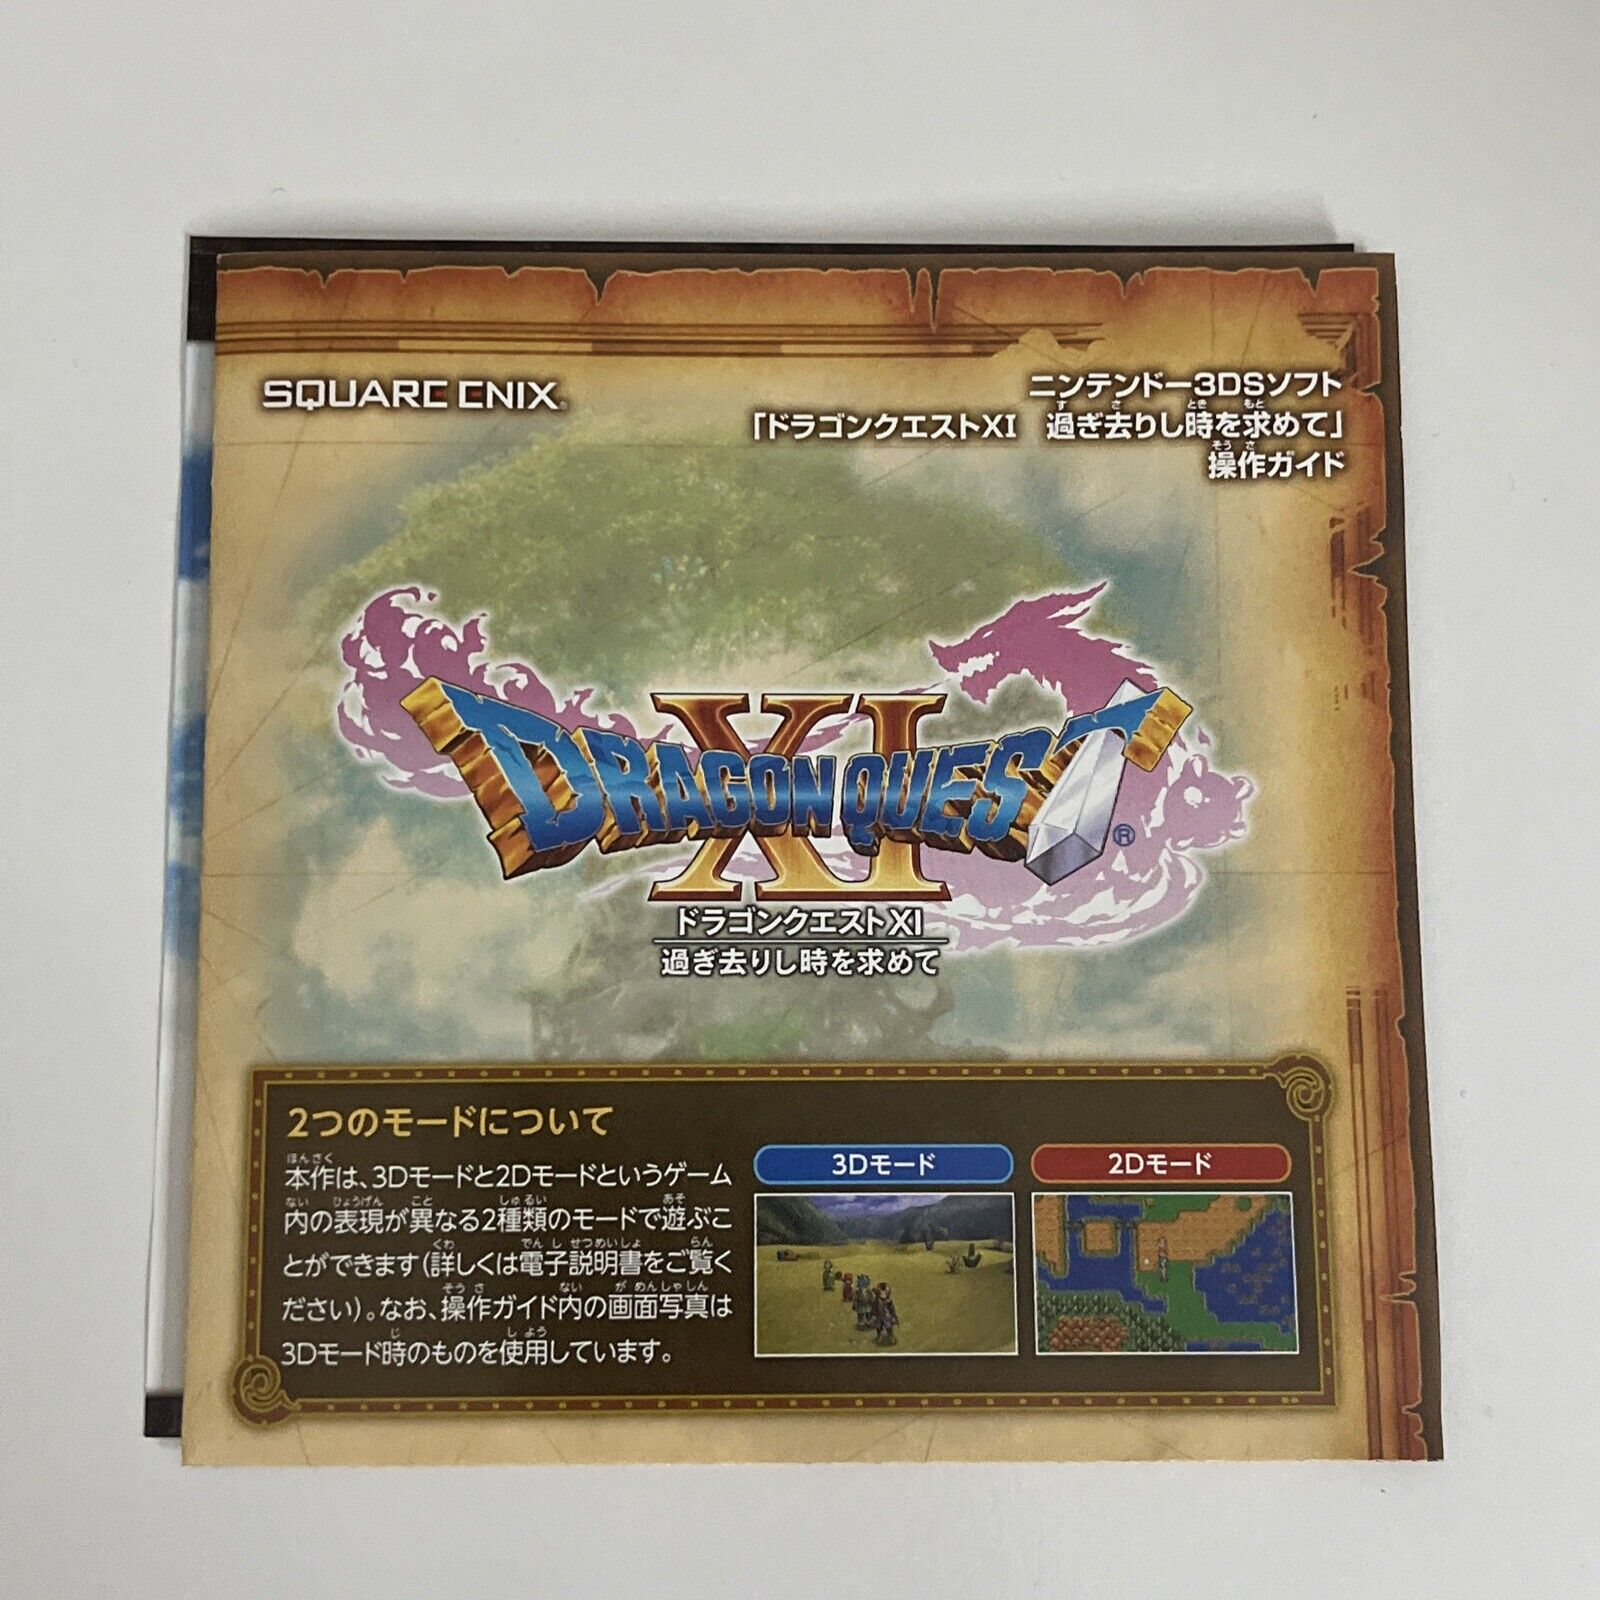 SQUARE ENIX
ニンテンドー3DSソフト
「ドラゴンクエストXI 過ぎ去りし時を求めて」
操作ガイド
DRAGON QUEST XI ®
ドラゴンクエストXI
過ぎ去りし時を求めて
2つのモードについて
本作は、3Dモードと2Dモードというゲーム
内の表現が異なる2種類のモードで遊ぶこ
とができます(詳しくは電子説明書をご覧く
ださい)。なお、操作ガイド内の画面写真は
3Dモード時のものを使用しています。
3Dモード
2Dモード